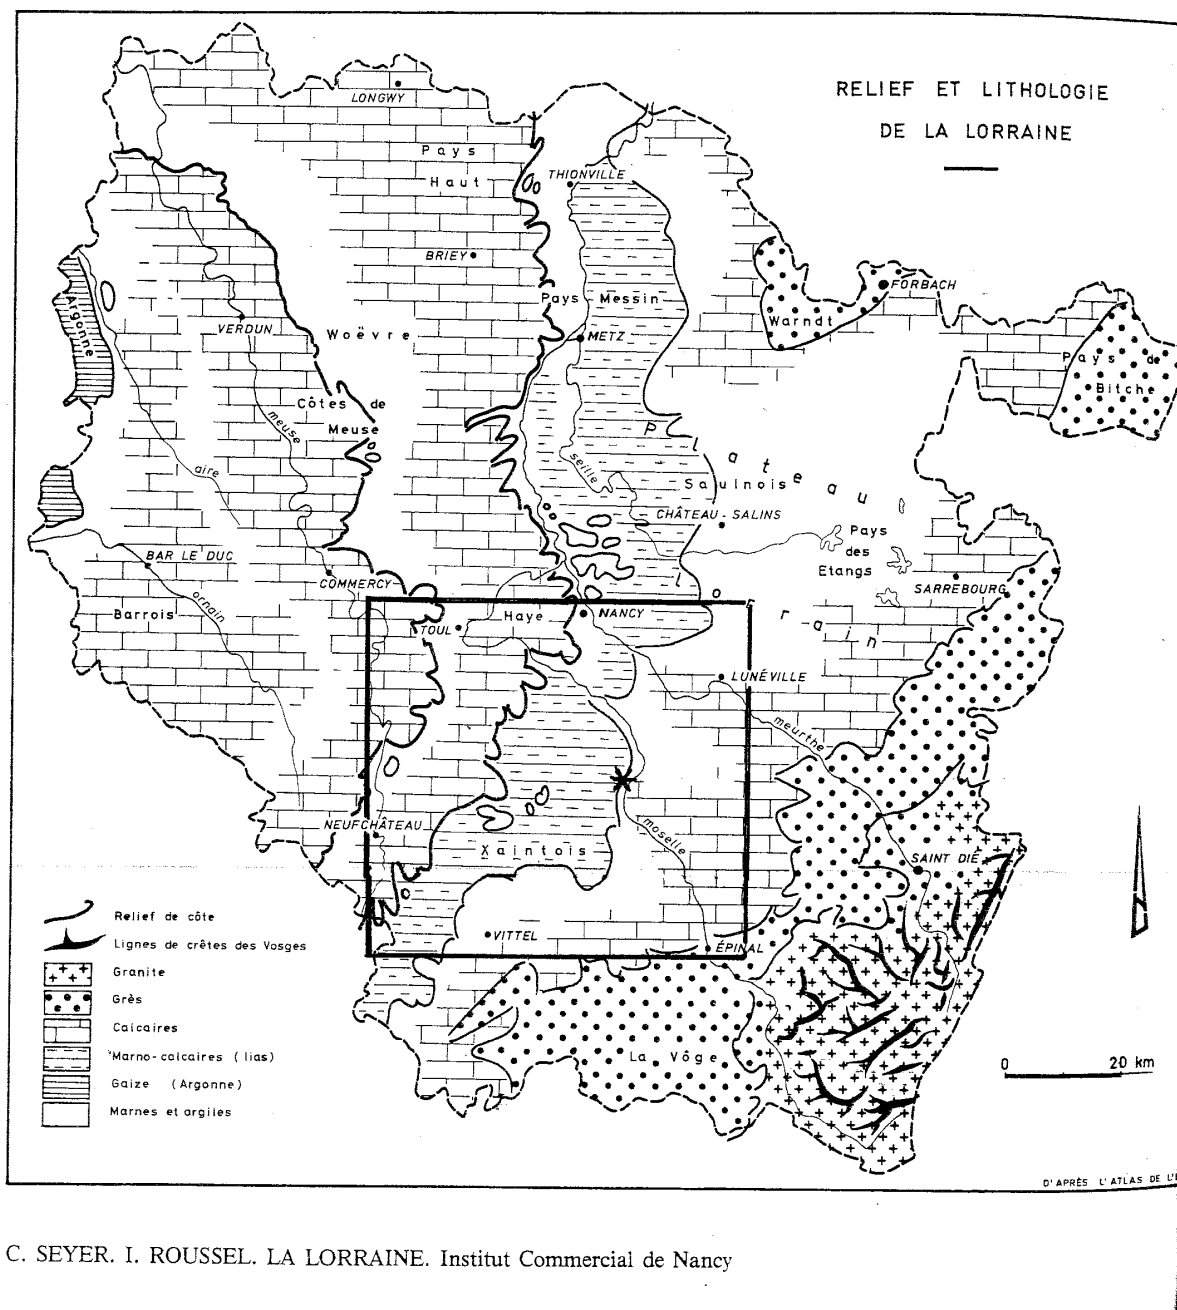 RELIEF ET LITHOLOGIE
DE LA LORRAINE
LONGWY
Pays
Haut
THIONVILLE
BRIEY
Pays Messin
FORBACH
Argonne
VERDUN
Woëvre
METZ
Warndt
Pays de
Bitche
Côtes de
Meuse
meuse
aire
seille
Plateau Lorrain
Saulnois
CHÂTEAU-SALINS
Pays
des
Etangs
BAR LE DUC
COMMERCY
SARREBOURG
Barrois
ornain
TOUL
Haye
NANCY
LUNÉVILLE
meurthe
NEUFCHÂTEAU
Xaintois
moselle
SAINT DIÉ
VITTEL
ÉPINAL
La Vôge
Relief de côte
Lignes de crêtes des Vosges
Granite
Grès
Calcaires
Marno-calcaires (lias)
Gaize (Argonne)
Marnes et argiles
0 20 km
D'APRÈS L'ATLAS DE L'
C. SEYER. I. ROUSSEL. LA LORRAINE. Institut Commercial de Nancy